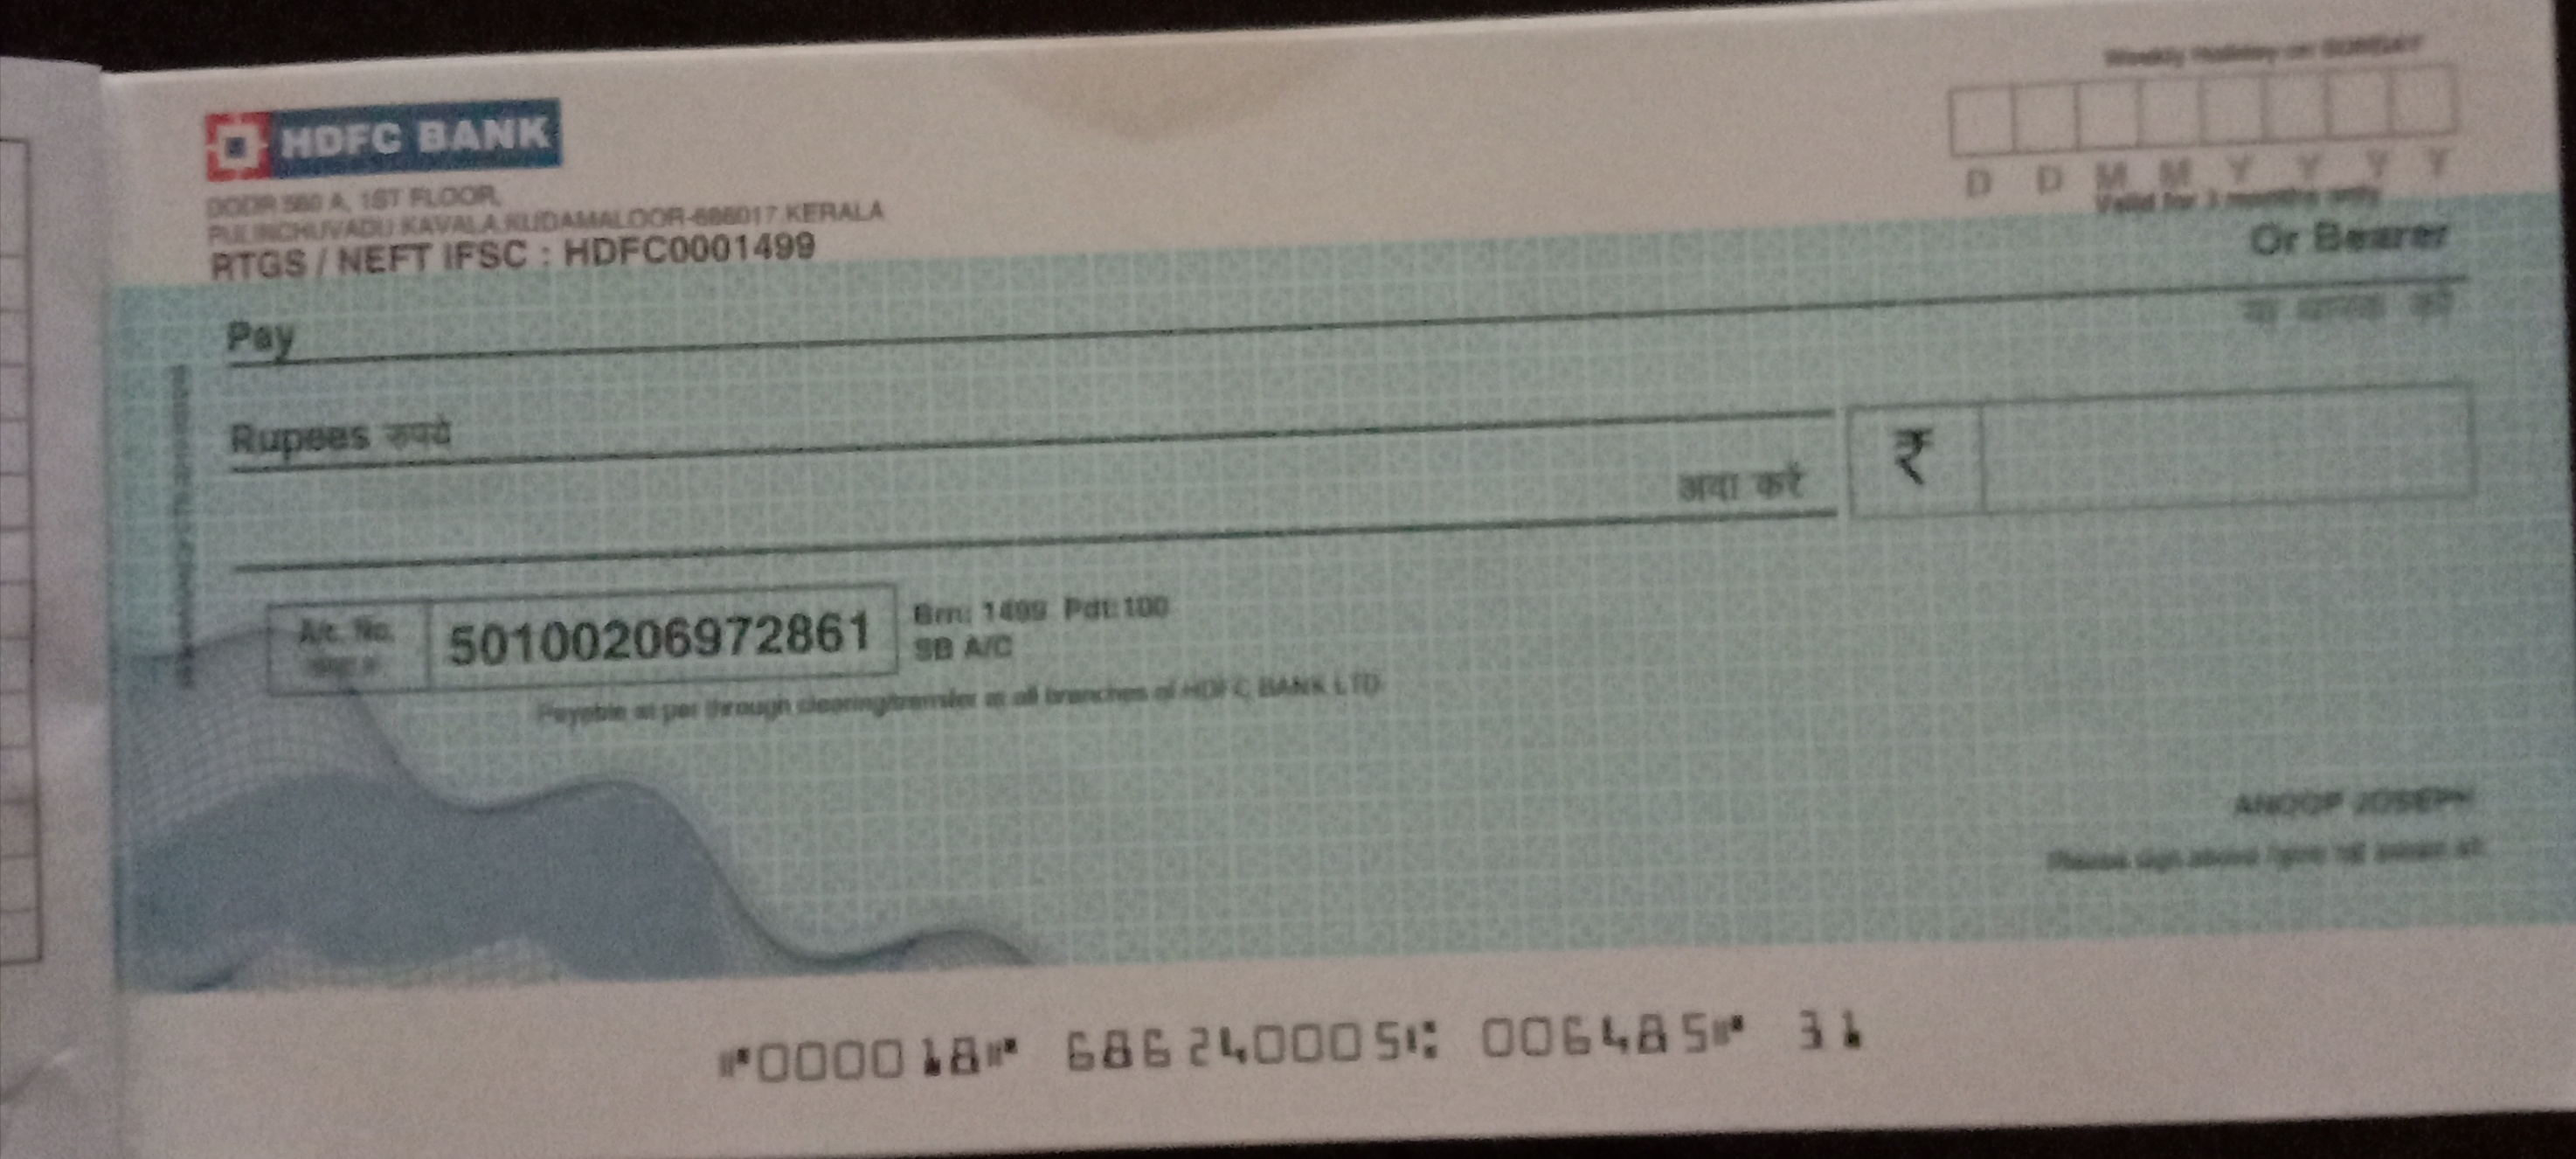 Weekly Holiday on SUNDAY
HDFC BANK
DOOR 580 A, 1ST FLOOR,
PULINCHUVADU KAVALA,KUDAMALOOR-686017 KERALA
RTGS / NEFT IFSC : HDFC0001499
D D M M Y Y Y Y
Valid for 3 months only
Or Bearer
Pay
या धारक को
Rupees रुपये
अदा करें
₹
A/c. No.
50100206972861
Brn: 1499 Pdt: 100
SB A/C
Payable at par through clearing/transfer at all branches of HDFC BANK LTD
ANOOP JOSEPH
Please sign above
⑈000018⑈ 686240005⑆ 006485⑈ 31